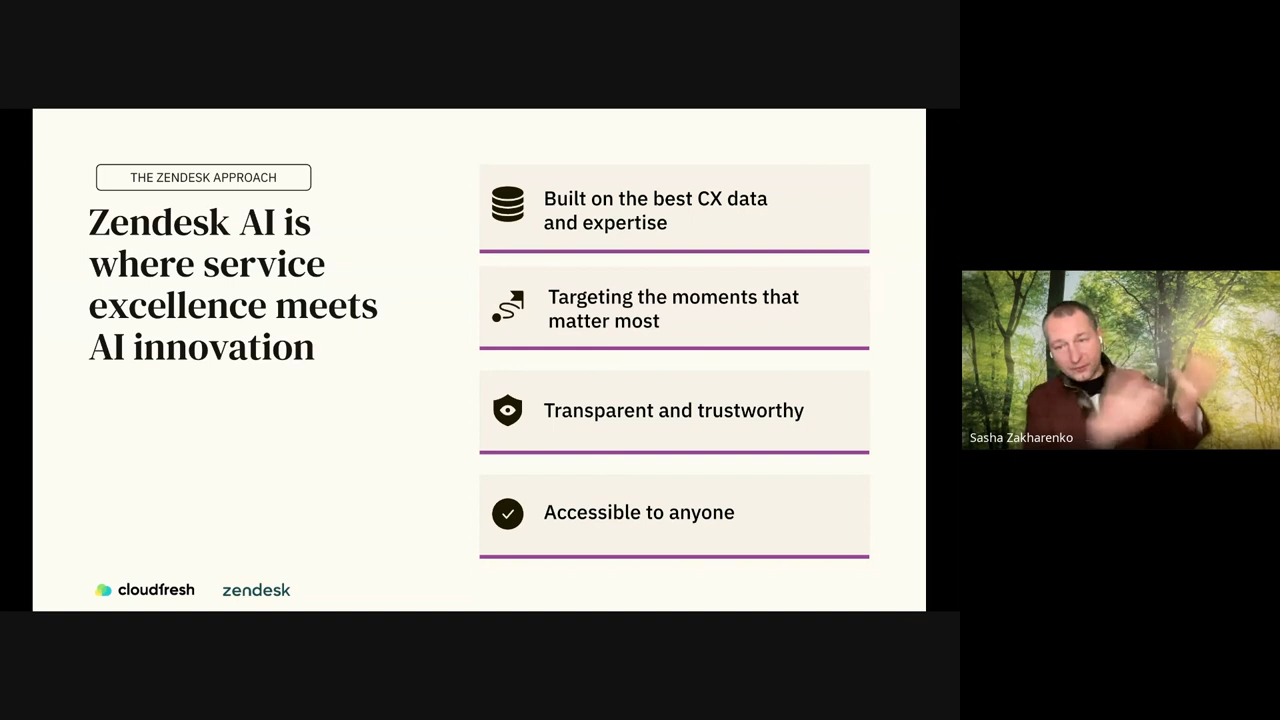 THE ZENDESK APPROACH
Zendesk AI is
where service
excellence meets
AI innovation
Built on the best CX data
and expertise
Targeting the moments that
matter most
Transparent and trustworthy
Accessible to anyone
cloudfresh
zendesk
Sasha Zakharenko